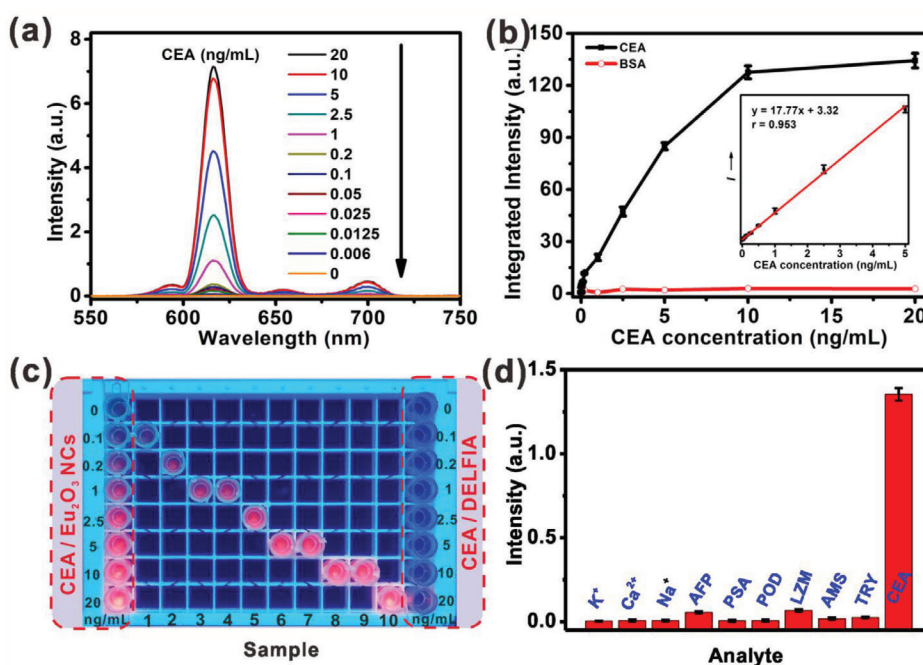 (a)
CEA (ng/mL)
20
10
5
2.5
1
0.2
0.1
0.05
0.025
0.0125
0.006
0
8
6
4
2
0
Intensity (a.u.)
550 600 650 700 750
Wavelength (nm)
(b)
CEA
BSA
150
120
90
60
30
0
Integrated Intensity (a.u.)
y = 17.77x + 3.32
r = 0.953
I
0 1 2 3 4 5
CEA concentration (ng/mL)
0 5 10 15 20
CEA concentration (ng/mL)
(c)
CEA / Eu₂O₃ NCs
0
0.1
0.2
1
2.5
5
10
20
ng/mL
1 2 3 4 5 6 7 8 9 10
0
0.1
0.2
1
2.5
5
10
20
ng/mL
CEA / DELFIA
Sample
(d)
1.5
1.0
0.5
0.0
Intensity (a.u.)
K⁺ Ca²⁺ Na⁺ AFP PSA POD LZM AMS TRY CEA
Analyte